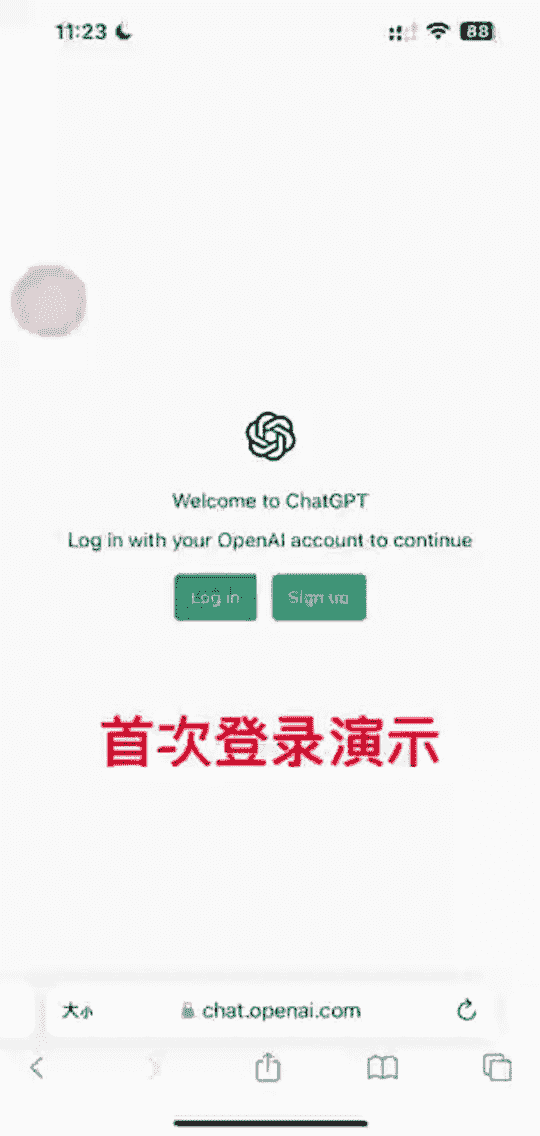 11:23
88
Welcome to ChatGPT
Log in with your OpenAI account to continue
Log in Sign up
首次登录演示
大小 chat.openai.com